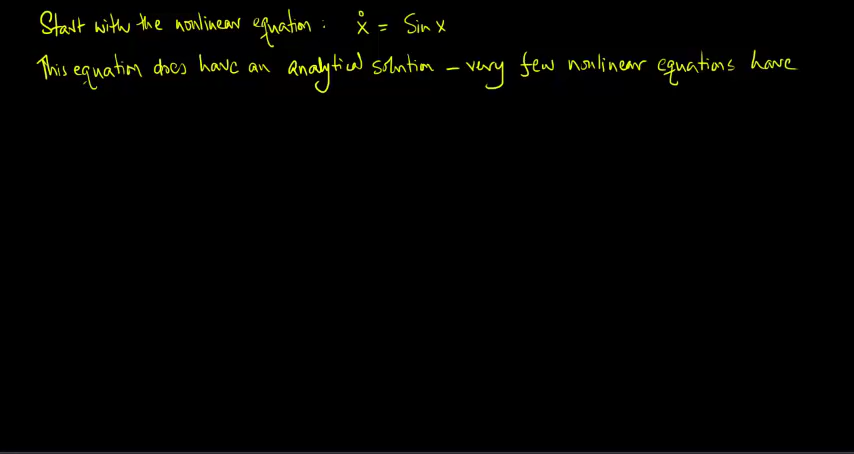 Start with the nonlinear equation : ẋ = Sin x
This equation does have an analytical solution – very few nonlinear equations have